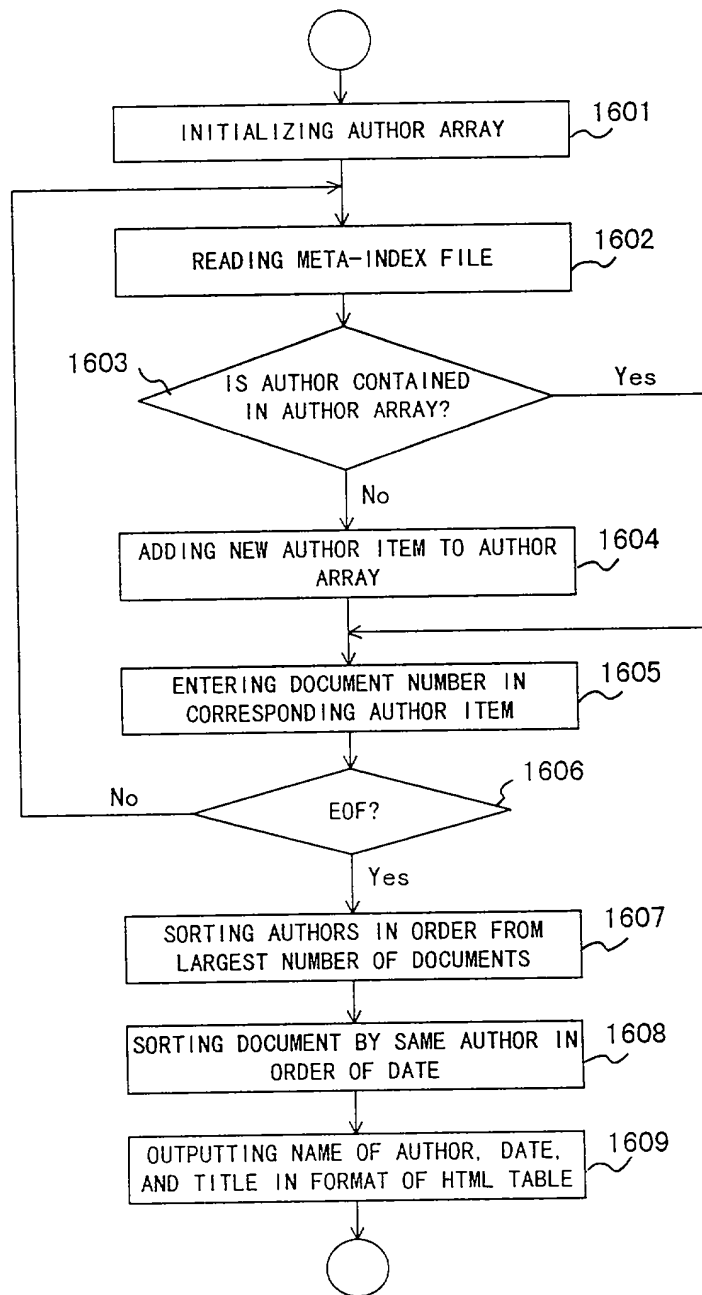 INITIALIZING AUTHOR ARRAY
1601
READING META-INDEX FILE
1602
1603
IS AUTHOR CONTAINED
IN AUTHOR ARRAY?
Yes
No
ADDING NEW AUTHOR ITEM TO AUTHOR
ARRAY
1604
ENTERING DOCUMENT NUMBER IN
CORRESPONDING AUTHOR ITEM
1605
1606
EOF?
No
Yes
SORTING AUTHORS IN ORDER FROM
LARGEST NUMBER OF DOCUMENTS
1607
SORTING DOCUMENT BY SAME AUTHOR IN
ORDER OF DATE
1608
OUTPUTTING NAME OF AUTHOR, DATE,
AND TITLE IN FORMAT OF HTML TABLE
1609